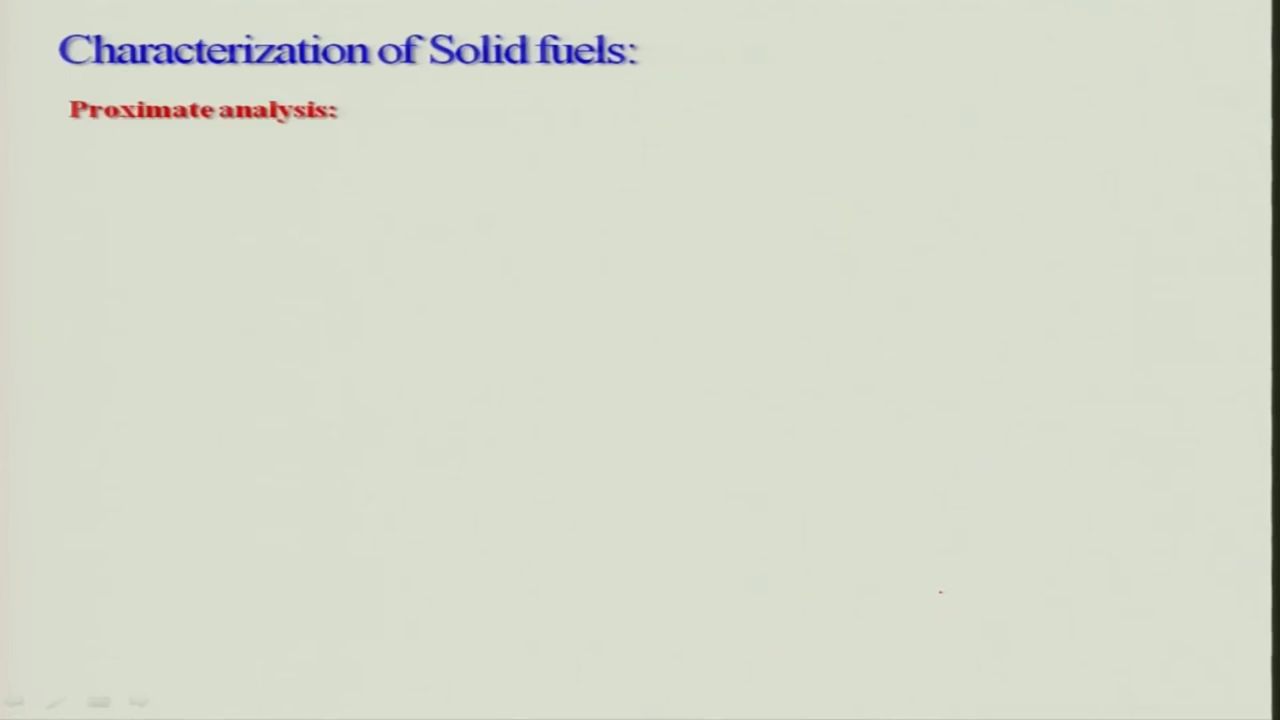 Characterization of Solid fuels:
Proximate analysis: